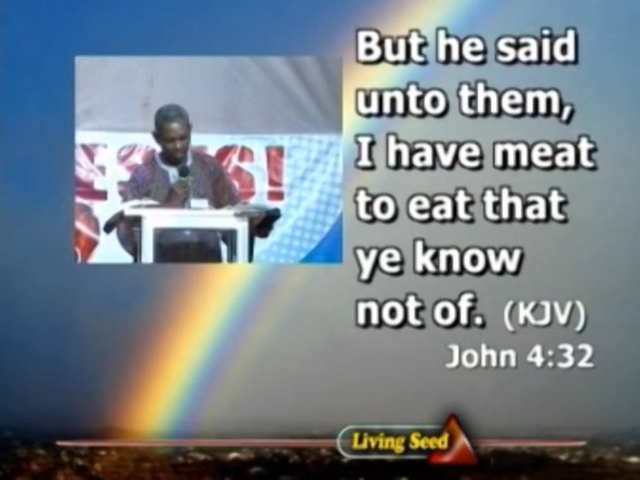 But he said
unto them,
I have meat
to eat that
ye know
not of. (KJV)
John 4:32
Living Seed